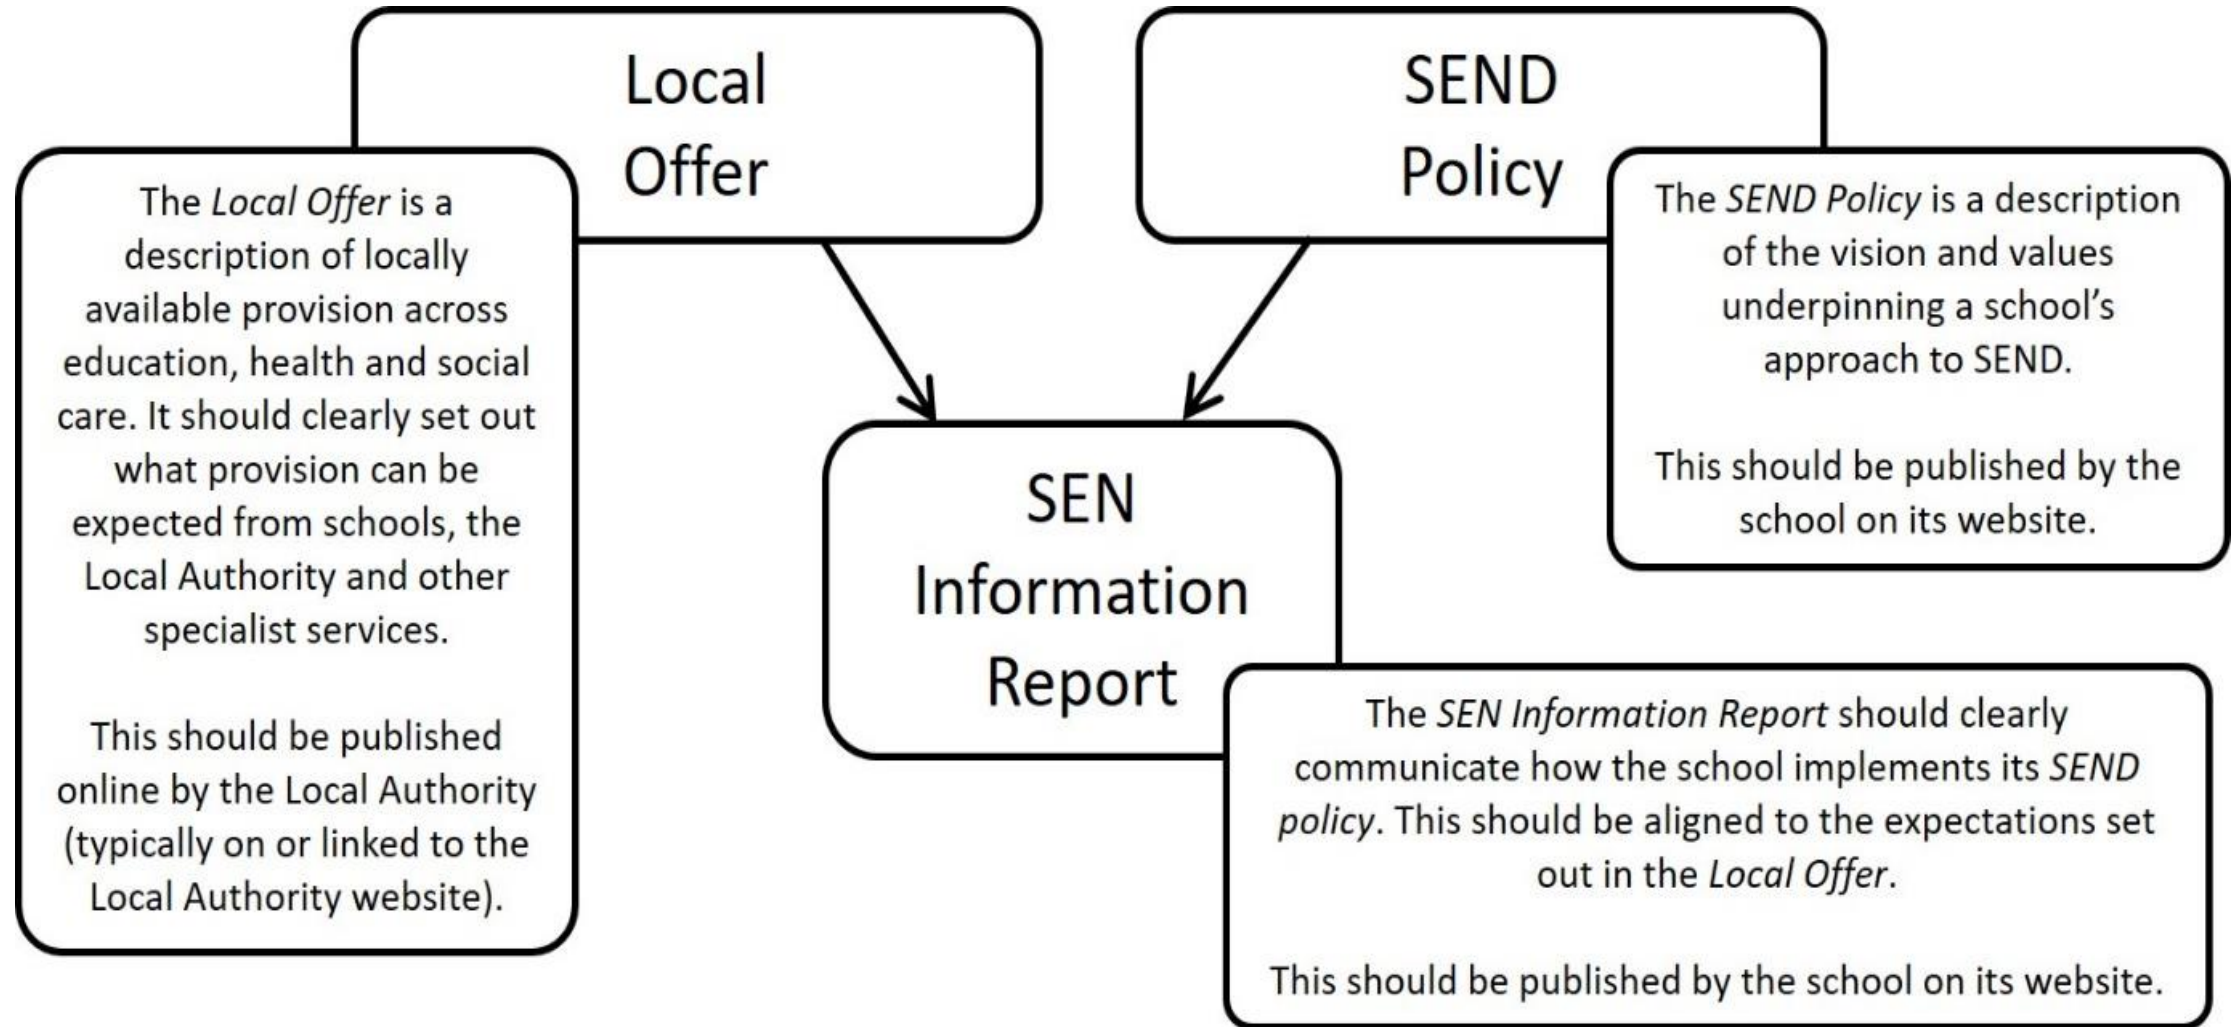 Local
Offer
The Local Offer is a
description of locally
available provision across
education, health and social
care. It should clearly set out
what provision can be
expected from schools, the
Local Authority and other
specialist services.
This should be published
online by the Local Authority
(typically on or linked to the
Local Authority website).
SEND
Policy
The SEND Policy is a description
of the vision and values
underpinning a school’s
approach to SEND.
This should be published by the
school on its website.
SEN
Information
Report
The SEN Information Report should clearly
communicate how the school implements its SEND
policy. This should be aligned to the expectations set
out in the Local Offer.
This should be published by the school on its website.